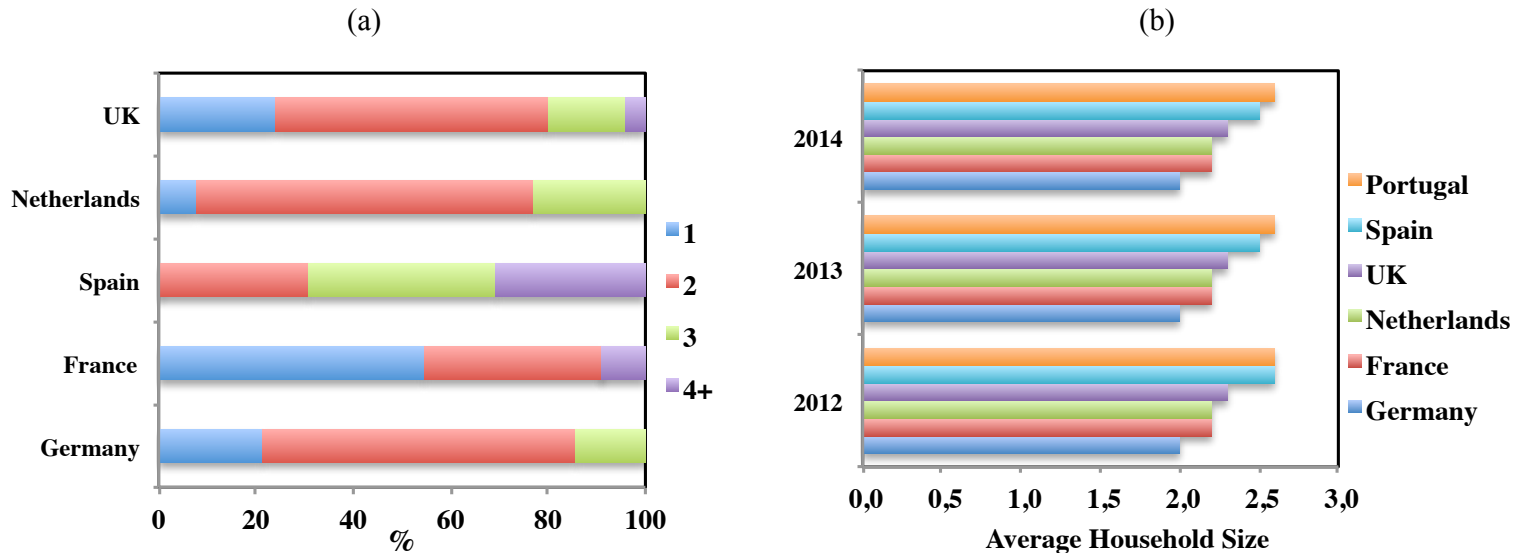 (a)
UK
Netherlands
Spain
France
Germany
0 20 40 60 80 100
%
1
2
3
4+
(b)
2014
2013
2012
0,0 0,5 1,0 1,5 2,0 2,5 3,0
Average Household Size
Portugal
Spain
UK
Netherlands
France
Germany